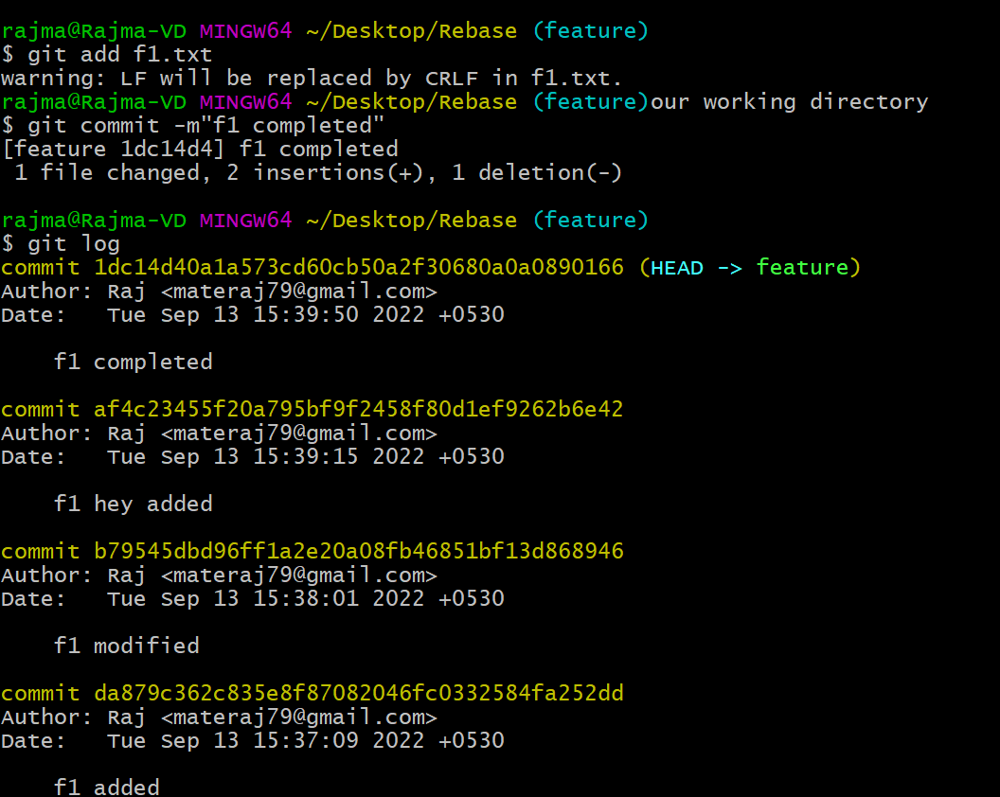 rajma@Rajma-VD MINGW64 ~/Desktop/Rebase (feature)
$ git add f1.txt
warning: LF will be replaced by CRLF in f1.txt.
rajma@Rajma-VD MINGW64 ~/Desktop/Rebase (feature)our working directory
$ git commit -m"f1 completed"
[feature 1dc14d4] f1 completed
 1 file changed, 2 insertions(+), 1 deletion(-)
rajma@Rajma-VD MINGW64 ~/Desktop/Rebase (feature)
$ git log
commit 1dc14d40a1a573cd60cb50a2f30680a0a0890166 (HEAD -> feature)
Author: Raj <materaj79@gmail.com>
Date:   Tue Sep 13 15:39:50 2022 +0530
    f1 completed
commit af4c23455f20a795bf9f2458f80d1ef9262b6e42
Author: Raj <materaj79@gmail.com>
Date:   Tue Sep 13 15:39:15 2022 +0530
    f1 hey added
commit b79545dbd96ff1a2e20a08fb46851bf13d868946
Author: Raj <materaj79@gmail.com>
Date:   Tue Sep 13 15:38:01 2022 +0530
    f1 modified
commit da879c362c835e8f87082046fc0332584fa252dd
Author: Raj <materaj79@gmail.com>
Date:   Tue Sep 13 15:37:09 2022 +0530
    f1 added